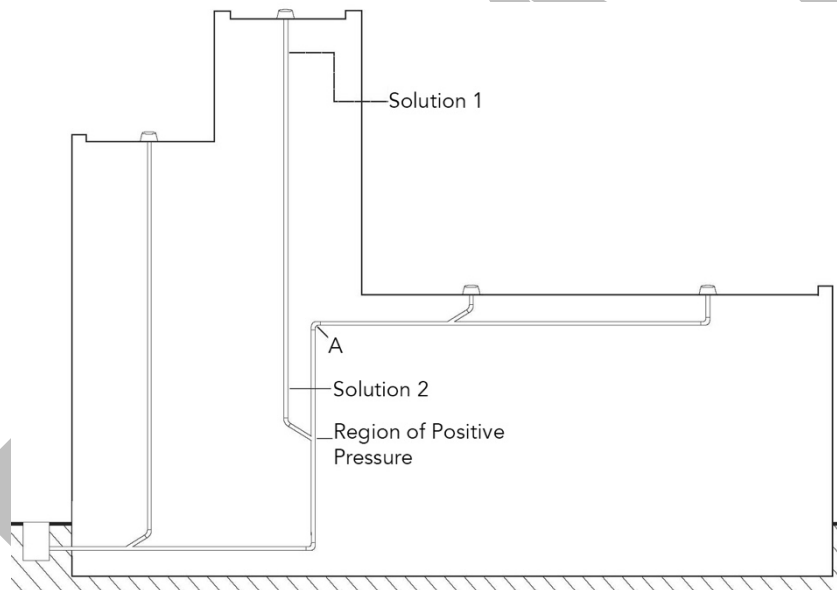 Solution 1
A
Solution 2
Region of Positive
Pressure